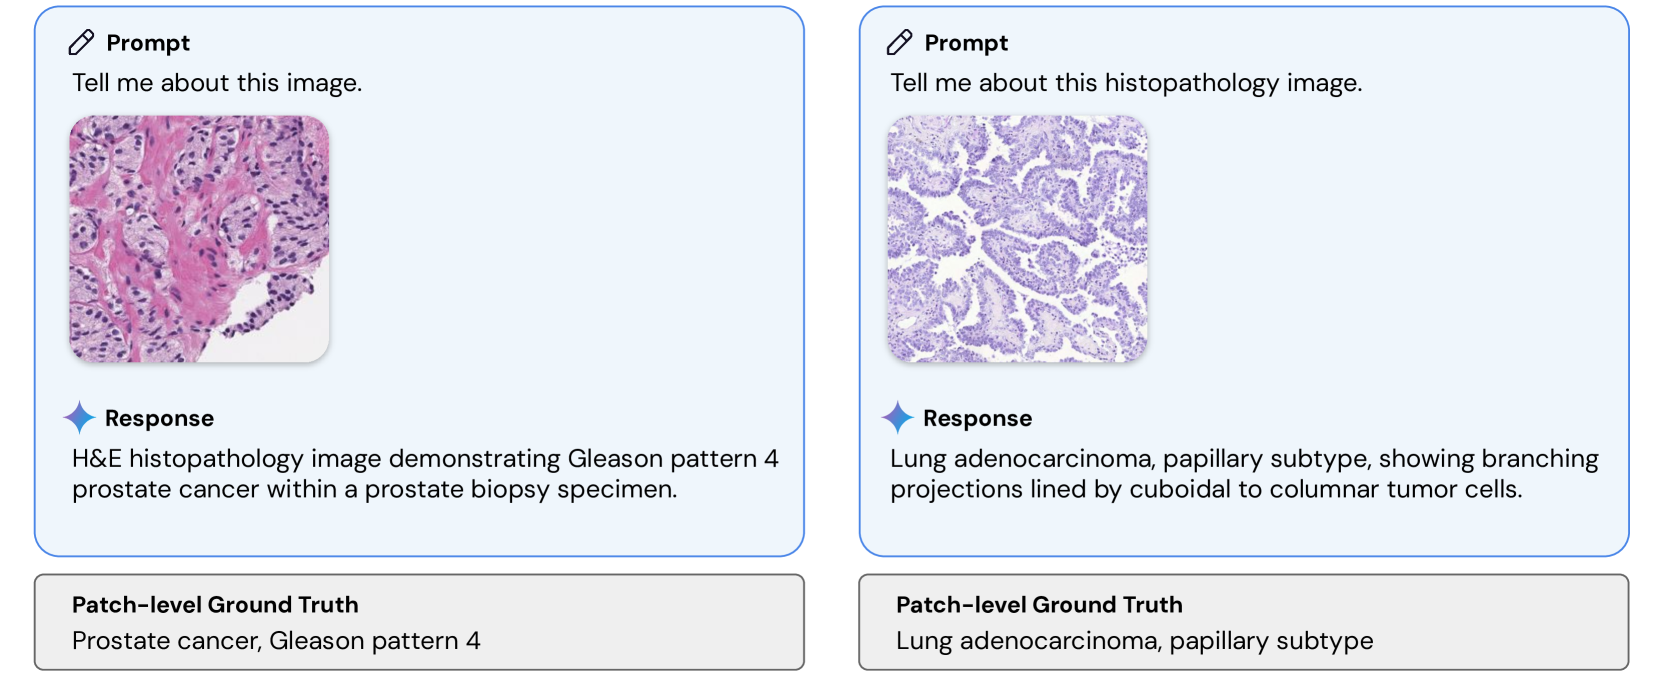 Prompt
Tell me about this image.
Response
H&E histopathology image demonstrating Gleason pattern 4
prostate cancer within a prostate biopsy specimen.
Patch-level Ground Truth
Prostate cancer, Gleason pattern 4
Prompt
Tell me about this histopathology image.
Response
Lung adenocarcinoma, papillary subtype, showing branching
projections lined by cuboidal to columnar tumor cells.
Patch-level Ground Truth
Lung adenocarcinoma, papillary subtype